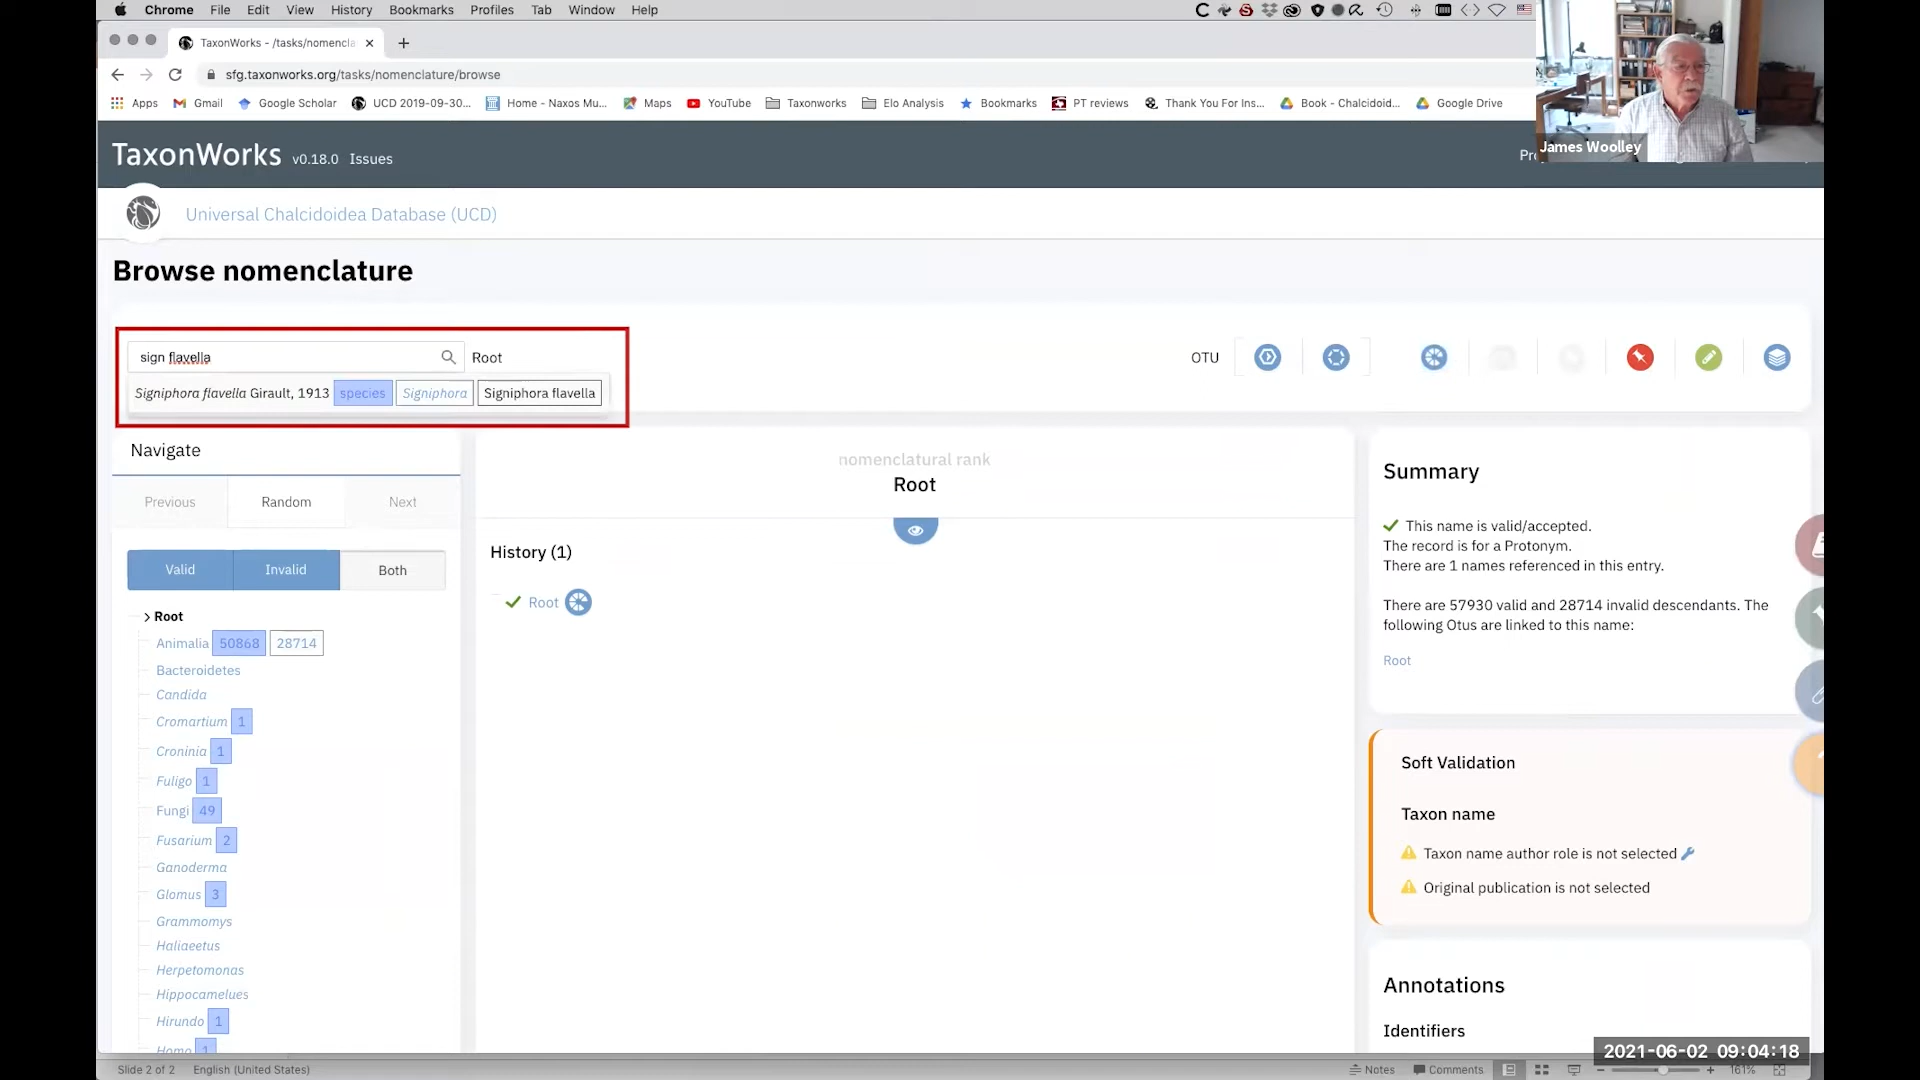 Chrome File Edit View History Bookmarks Profiles Tab Window Help
TaxonWorks - /tasks/nomencla
sfg.taxonworks.org/tasks/nomenclature/browse
Apps Gmail Google Scholar UCD 2019-09-30... Home - Naxos Mu... Maps YouTube Taxonworks Elo Analysis Bookmarks PT reviews Thank You For Ins... Book - Chalcidoid... Google Drive
James Woolley
TaxonWorks v0.18.0 Issues
Universal Chalcidoidea Database (UCD)
Browse nomenclature
sign flavella Root
OTU
Signiphora flavella Girault, 1913 species Signiphora Signiphora flavella
Navigate
Previous Random Next
Valid Invalid Both
Root
Animalia 50868 28714
Bacteroidetes
Candida
Cromartium 1
Croninia 1
Fuligo 1
Fungi 49
Fusarium 2
Ganoderma
Glomus 3
Grammomys
Haliaeetus
Herpetomonas
Hippocamelues
Hirundo 1
Homo 1
nomenclatural rank
Root
History (1)
Root
Summary
This name is valid/accepted.
The record is for a Protonym.
There are 1 names referenced in this entry.
There are 57930 valid and 28714 invalid descendants. The
following Otus are linked to this name:
Root
Soft Validation
Taxon name
Taxon name author role is not selected
Original publication is not selected
Annotations
Identifiers
2021-06-02 09:04:18
Slide 2 of 2 English (United States) Notes Comments 161%